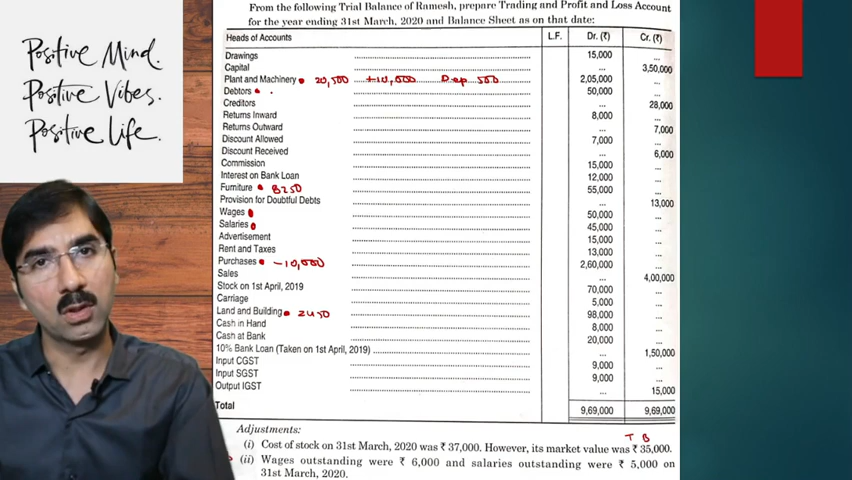 Positive Mind.
Positive Vibes.
Positive Life.
From the following Trial Balance of Ramesh, prepare Trading and Profit and Loss Account
for the year ending 31st March, 2020 and Balance Sheet as on that date:
Heads of Accounts L.F. Dr. (₹) Cr. (₹)
Drawings 15,000 ...
Capital ... 3,50,000
Plant and Machinery 20,500 +10,000 Dep 500 2,05,000 ...
Debtors 50,000 ...
Creditors ... 28,000
Returns Inward 8,000 ...
Returns Outward ... 7,000
Discount Allowed 7,000 ...
Discount Received ... 6,000
Commission 15,000 ...
Interest on Bank Loan 12,000 ...
Furniture 8250 55,000 ...
Provision for Doubtful Debts ... 13,000
Wages 50,000 ...
Salaries 45,000 ...
Advertisement 15,000 ...
Rent and Taxes 13,000 ...
Purchases -10,000 2,60,000 ...
Sales ... 4,00,000
Stock on 1st April, 2019 70,000 ...
Carriage 5,000 ...
Land and Building 2450 98,000 ...
Cash in Hand 8,000 ...
Cash at Bank 20,000 ...
10% Bank Loan (Taken on 1st April, 2019) ... 1,50,000
Input CGST 9,000 ...
Input SGST 9,000 ...
Output IGST ... 15,000
Total 9,69,000 9,69,000
Adjustments: T B
(i) Cost of stock on 31st March, 2020 was ₹ 37,000. However, its market value was ₹ 35,000.
(ii) Wages outstanding were ₹ 6,000 and salaries outstanding were ₹ 5,000 on
31st March, 2020.